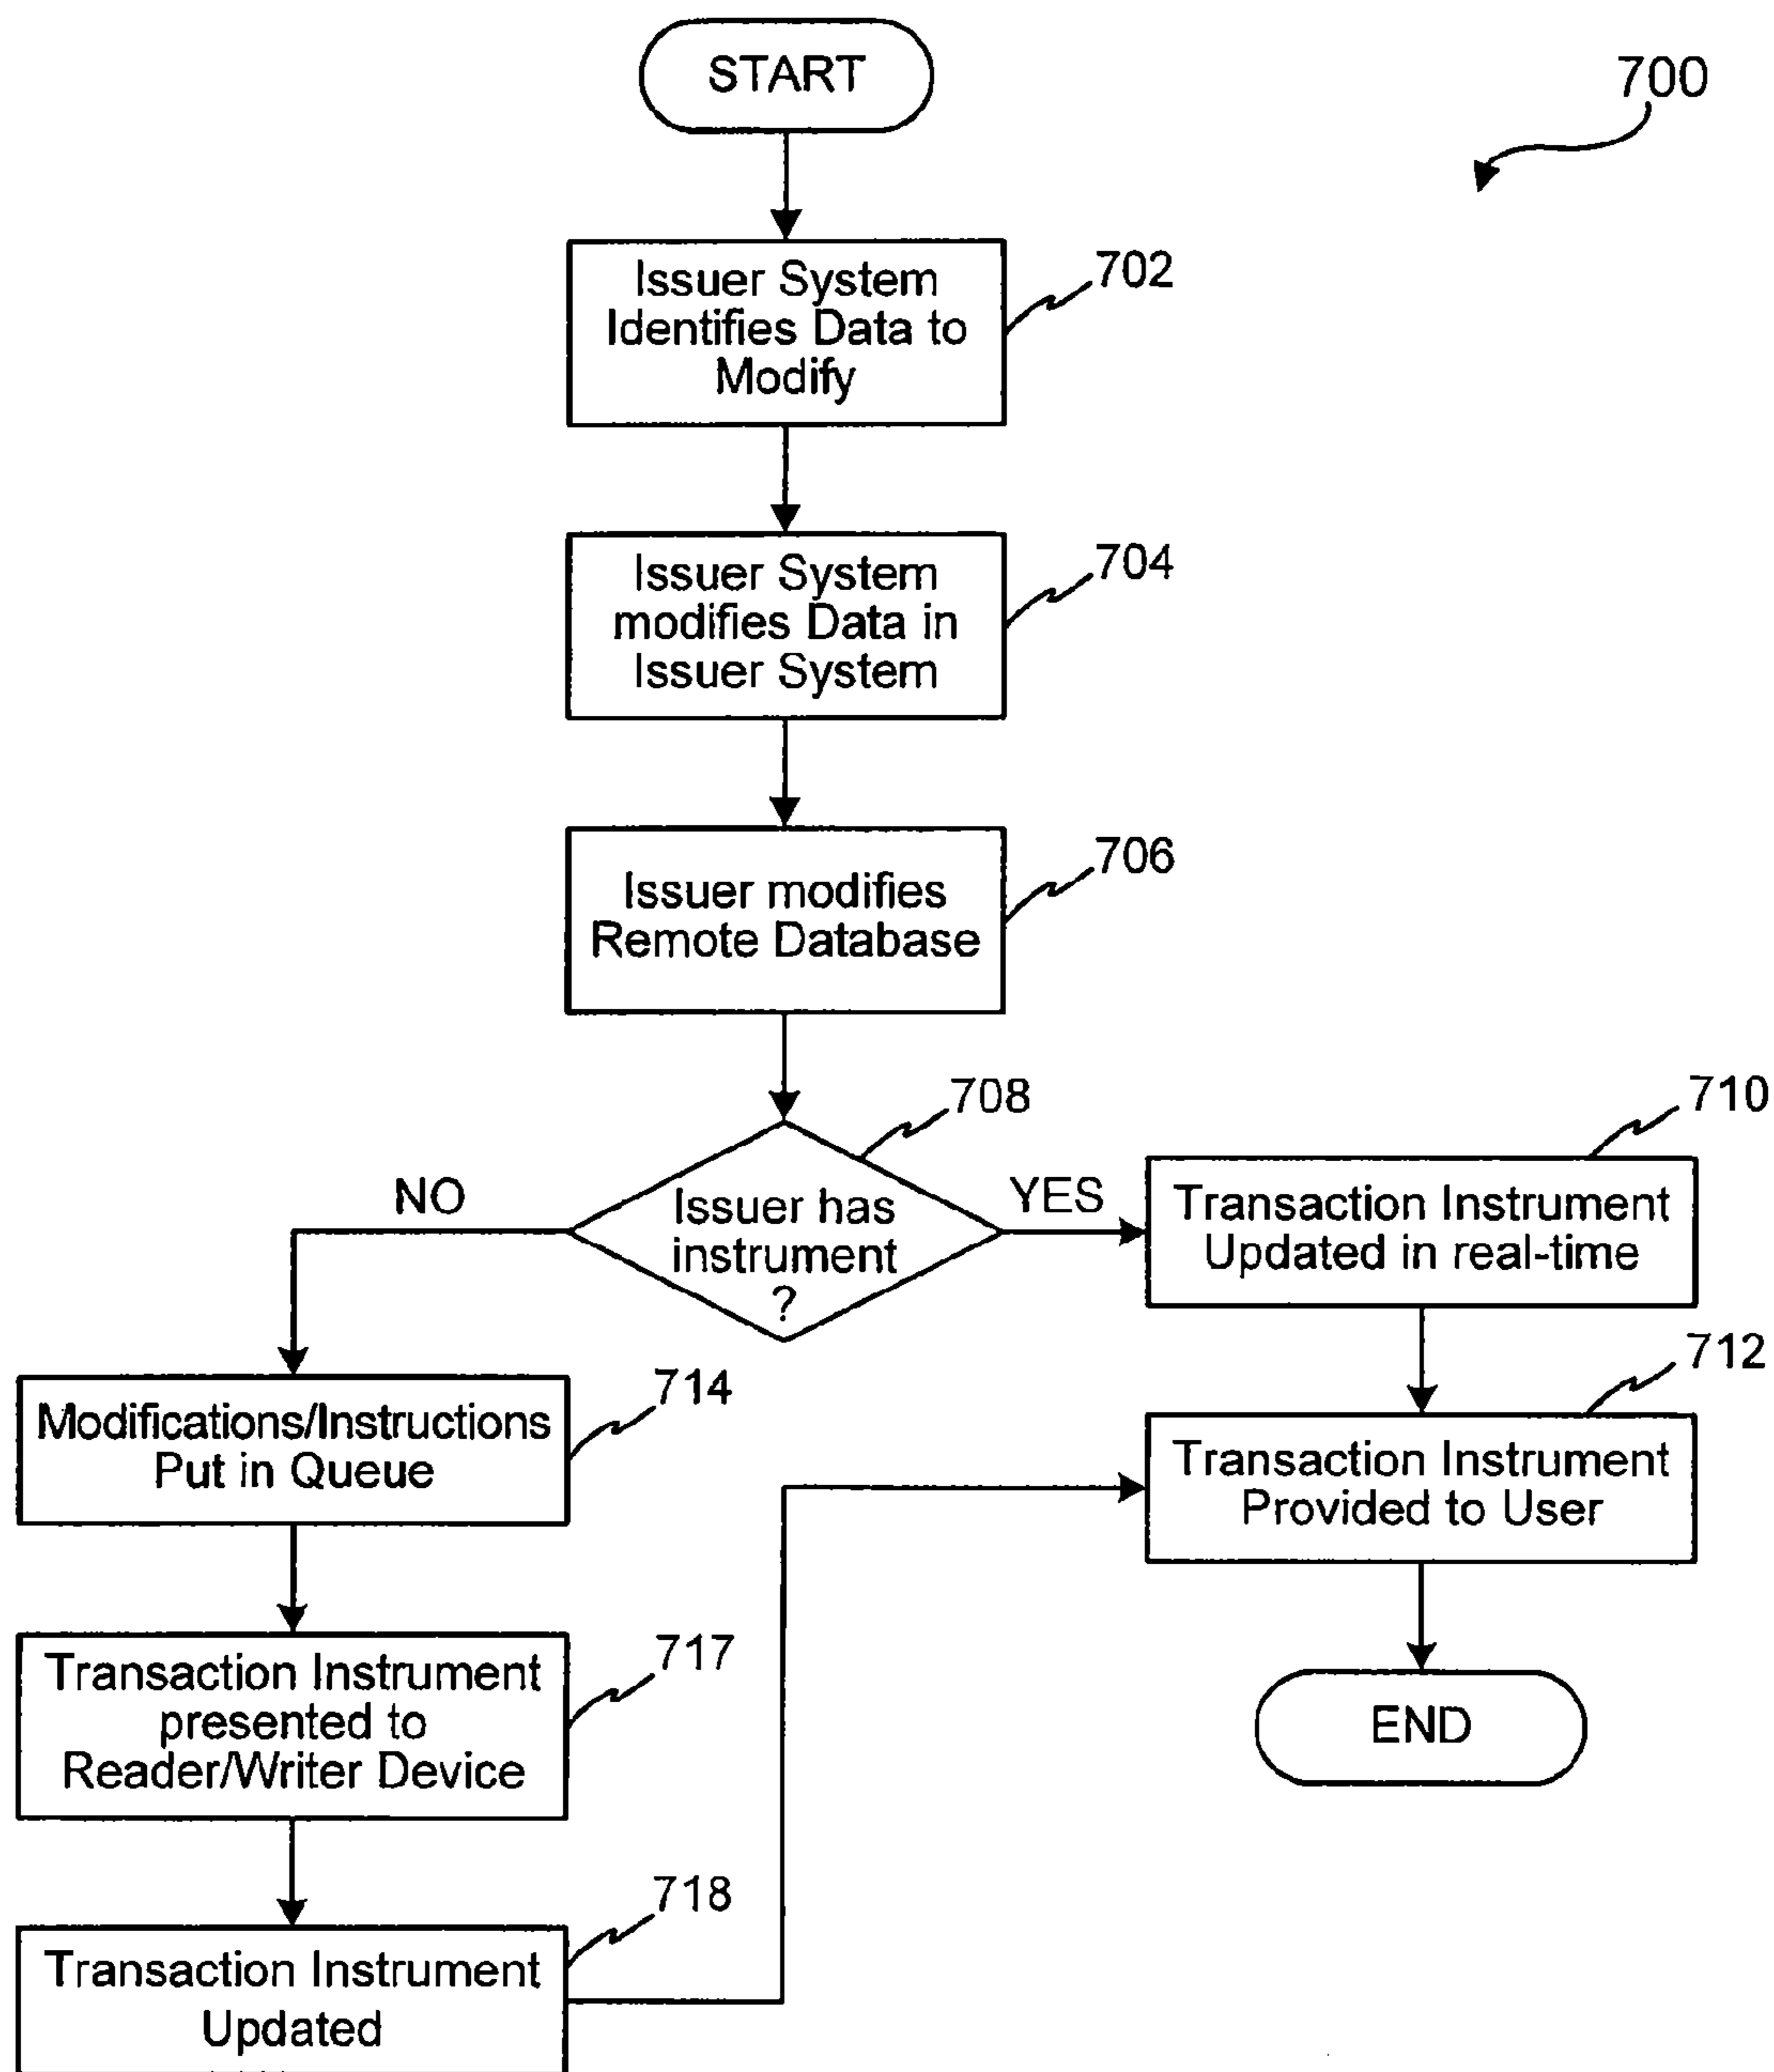 START
700
Issuer System
Identifies Data to
Modify
702
Issuer System
modifies Data in
Issuer System
704
Issuer modifies
Remote Database
706
708
Issuer has
instrument
?
NO
YES
710
Transaction Instrument
Updated in real-time
712
Transaction Instrument
Provided to User
END
714
Modifications/Instructions
Put in Queue
717
Transaction Instrument
presented to
Reader/Writer Device
718
Transaction Instrument
Updated